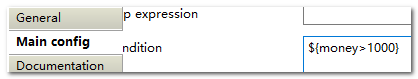 General
p expression
Main config
ndition ${money>1000}
Documentation